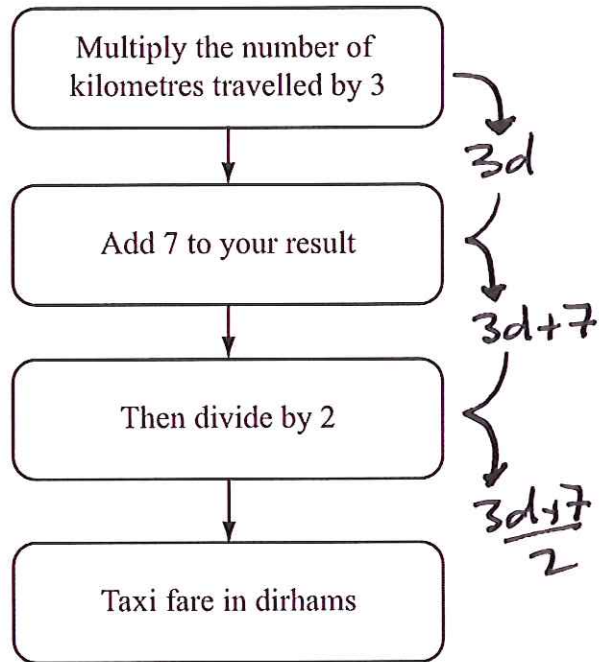 Multiply the number of
kilometres travelled by 3
3d
Add 7 to your result
3d+7
Then divide by 2
3d+7
2
Taxi fare in dirhams